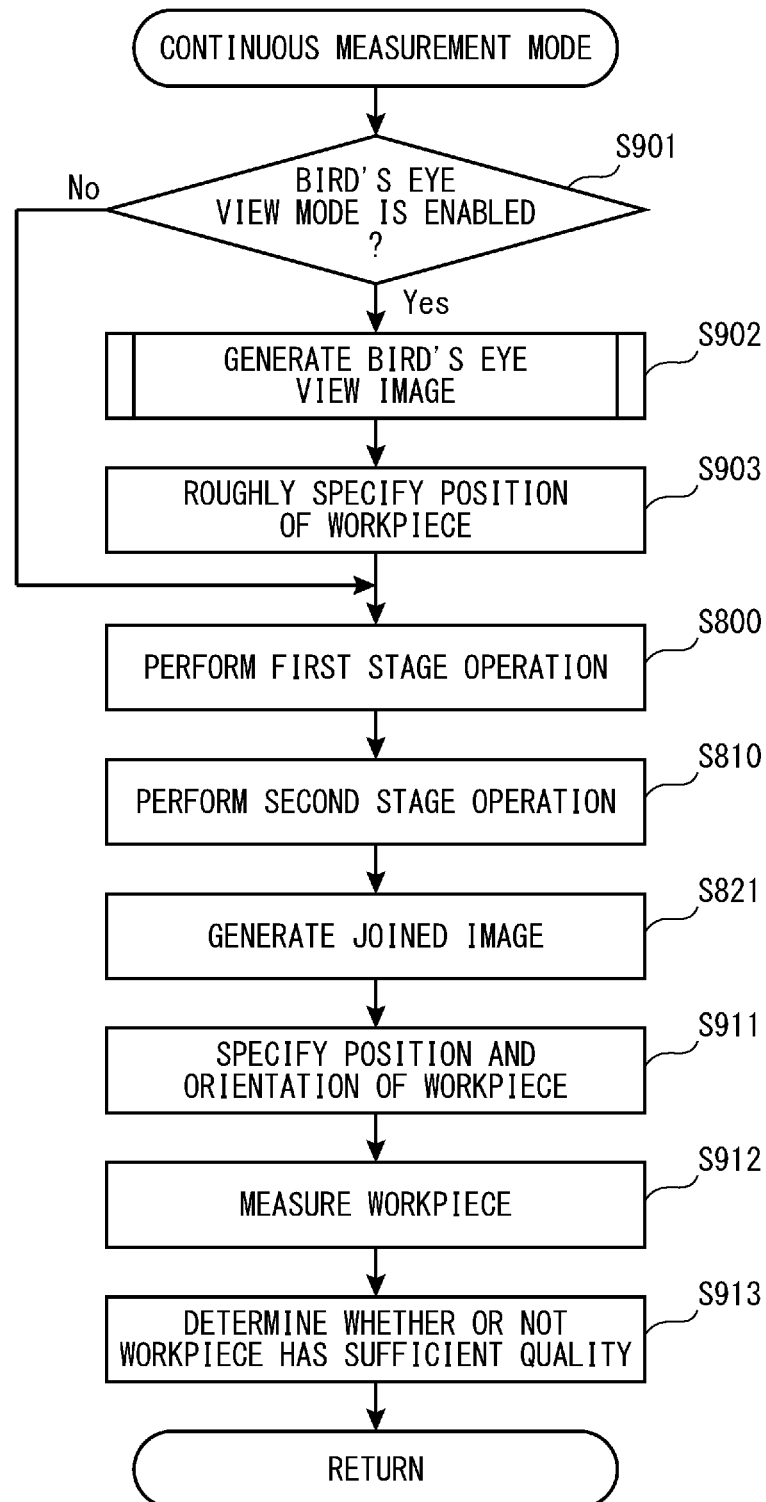 CONTINUOUS MEASUREMENT MODE
S901
BIRD'S EYE
VIEW MODE IS ENABLED
?
No
Yes
S902
GENERATE BIRD'S EYE
VIEW IMAGE
S903
ROUGHLY SPECIFY POSITION
OF WORKPIECE
S800
PERFORM FIRST STAGE OPERATION
S810
PERFORM SECOND STAGE OPERATION
S821
GENERATE JOINED IMAGE
S911
SPECIFY POSITION AND
ORIENTATION OF WORKPIECE
S912
MEASURE WORKPIECE
S913
DETERMINE WHETHER OR NOT
WORKPIECE HAS SUFFICIENT QUALITY
RETURN